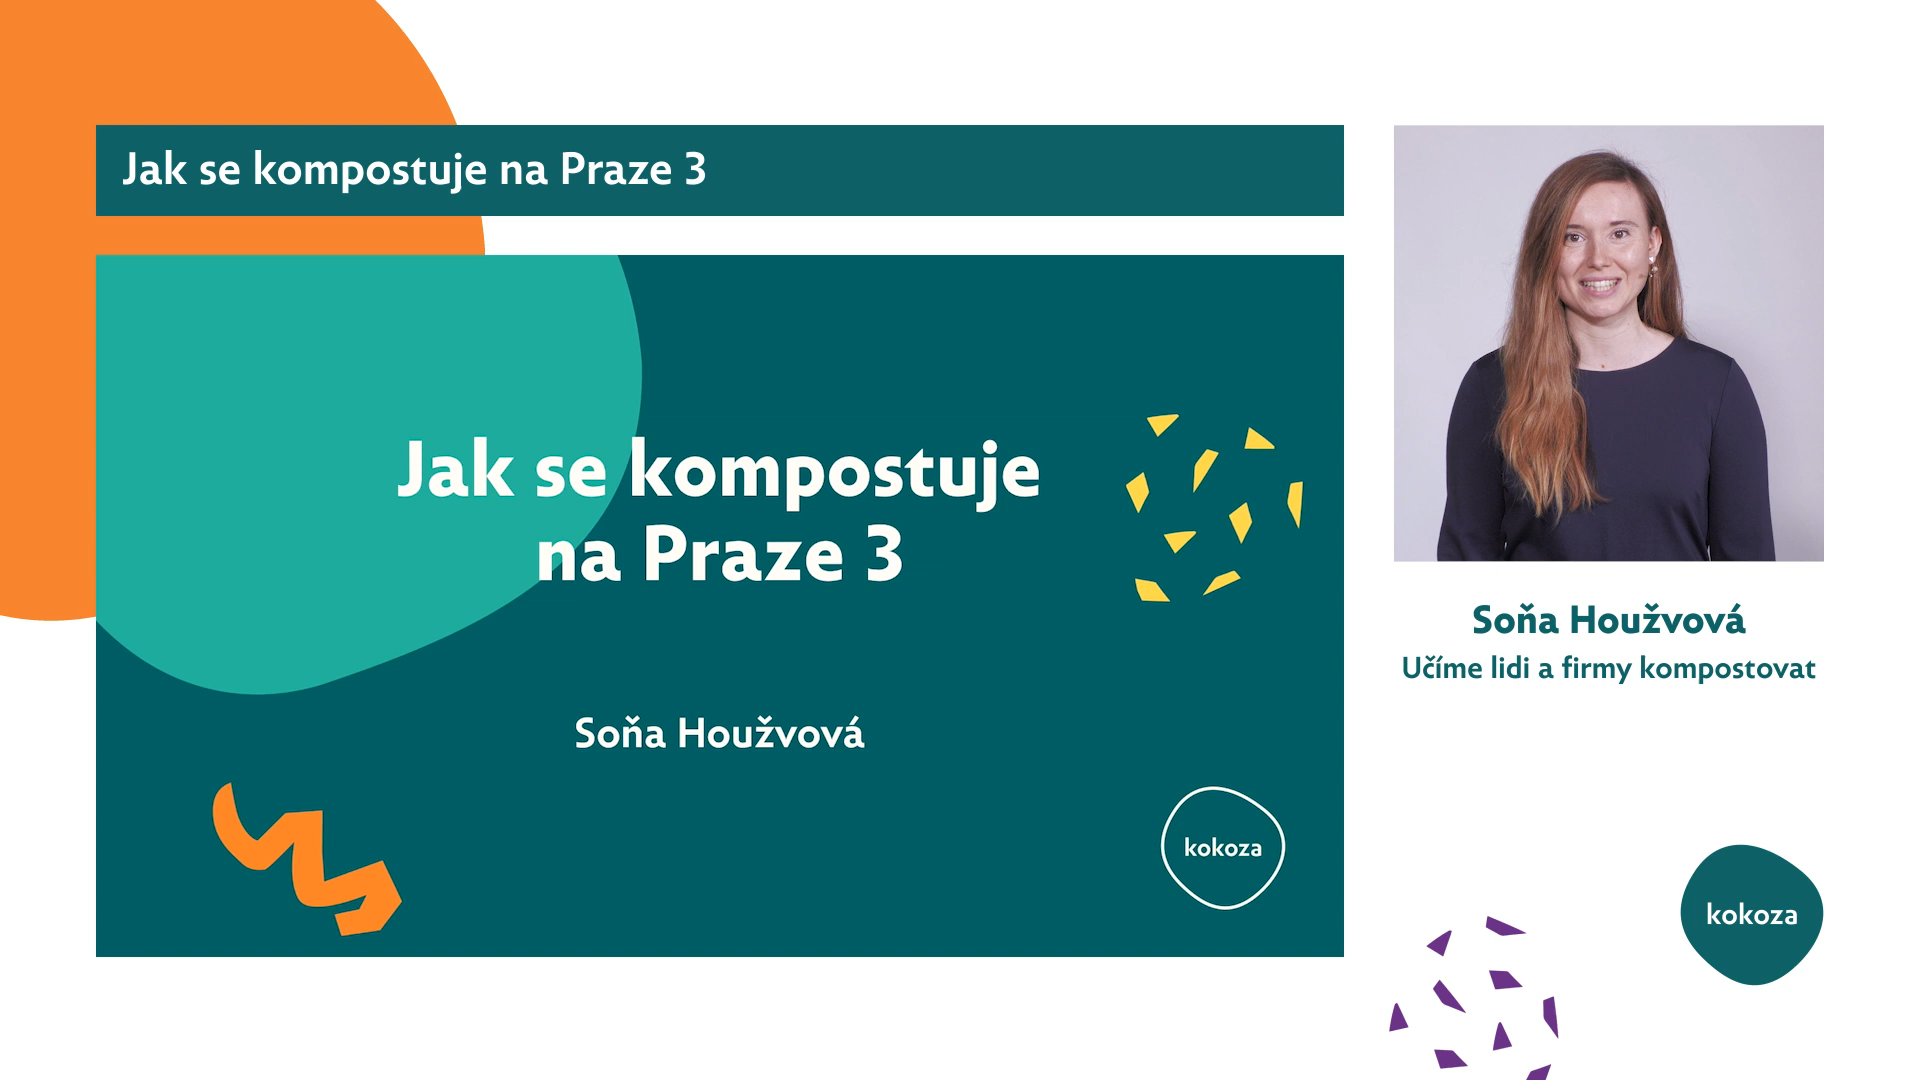 Jak se kompostuje na Praze 3
Jak se kompostuje
na Praze 3
Soňa Houžvová
kokoza
Soňa Houžvová
Učíme lidi a firmy kompostovat
kokoza